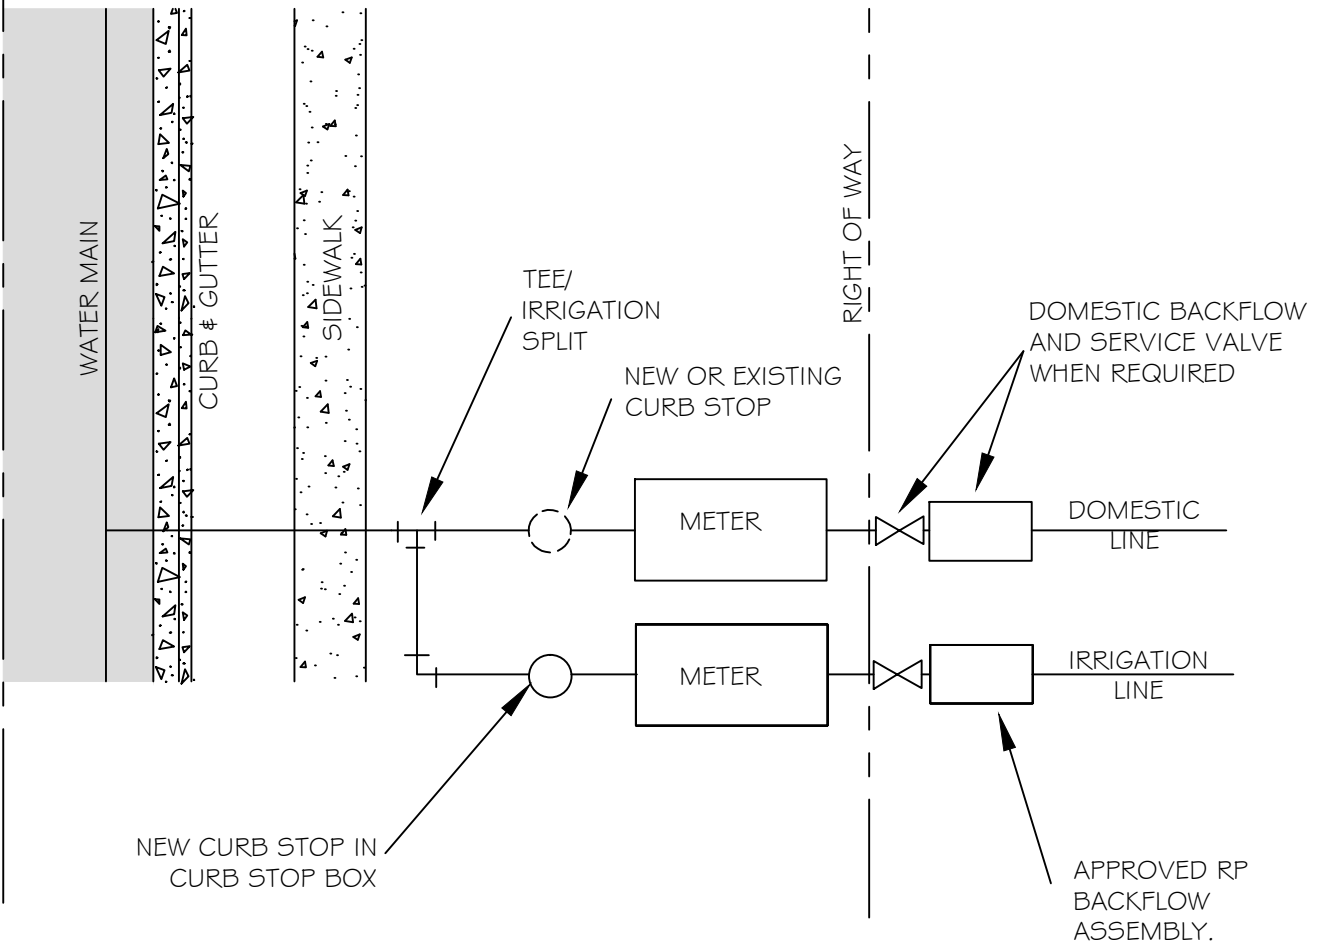 WATER MAIN
CURB & GUTTER
SIDEWALK
RIGHT OF WAY
TEE/
IRRIGATION
SPLIT
NEW OR EXISTING
CURB STOP
DOMESTIC BACKFLOW
AND SERVICE VALVE
WHEN REQUIRED
METER
DOMESTIC
LINE
METER
IRRIGATION
LINE
NEW CURB STOP IN
CURB STOP BOX
APPROVED RP
BACKFLOW
ASSEMBLY.